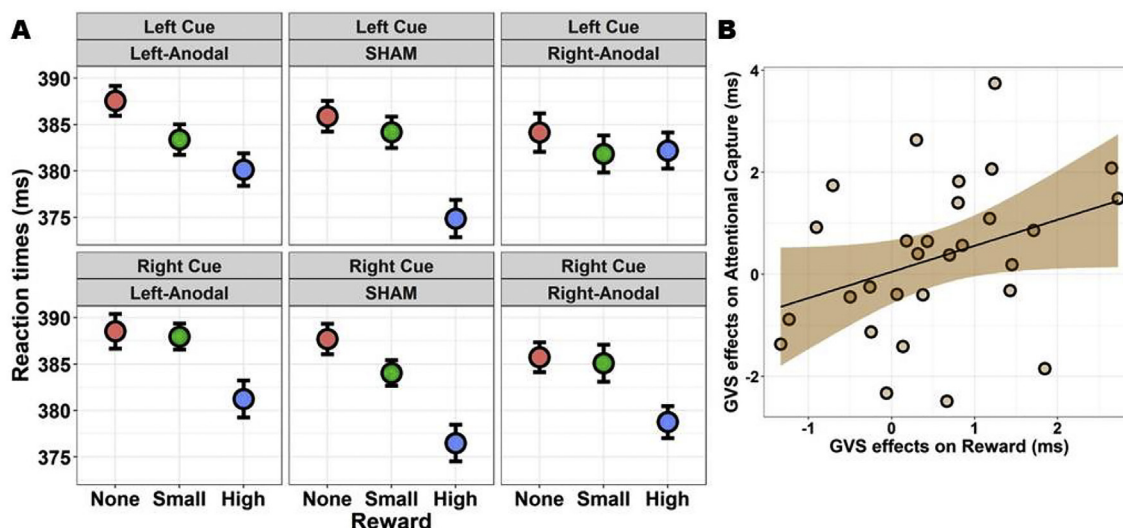 A
Left Cue
Left-Anodal
Left Cue
SHAM
Left Cue
Right-Anodal
390
385
380
375
Right Cue
Left-Anodal
Right Cue
SHAM
Right Cue
Right-Anodal
390
385
380
375
None Small High
None Small High
None Small High
Reaction times (ms)
Reward
B
4
2
0
-2
-1 0 1 2
GVS effects on Attentional Capture (ms)
GVS effects on Reward (ms)